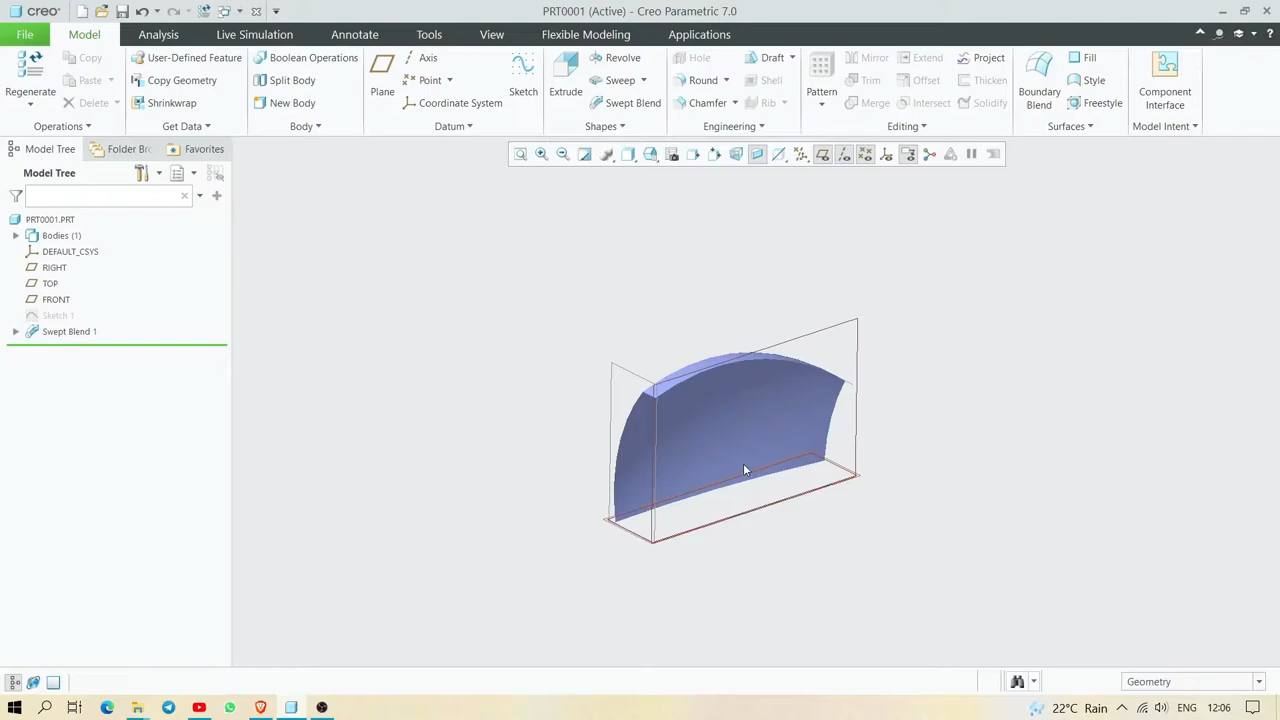 creo
PRT0001 (Active) - Creo Parametric 7.0
File Model Analysis Live Simulation Annotate Tools View Flexible Modeling Applications
Regenerate Copy Paste Delete
User-Defined Feature Copy Geometry Shrinkwrap
Boolean Operations Split Body New Body
Plane Axis Point Coordinate System Sketch
Extrude Revolve Sweep Swept Blend
Hole Round Chamfer Draft Shell Rib
Pattern Mirror Trim Merge Extend Offset Intersect Project Thicken Solidify
Boundary Blend Fill Style Freestyle
Component Interface
Operations Get Data Body Datum Shapes Engineering Editing Surfaces Model Intent
Model Tree Folder Br Favorites
Model Tree
PRT0001.PRT
Bodies (1)
DEFAULT_CSYS
RIGHT
TOP
FRONT
Sketch 1
Swept Blend 1
Geometry
22°C Rain ENG 12:06